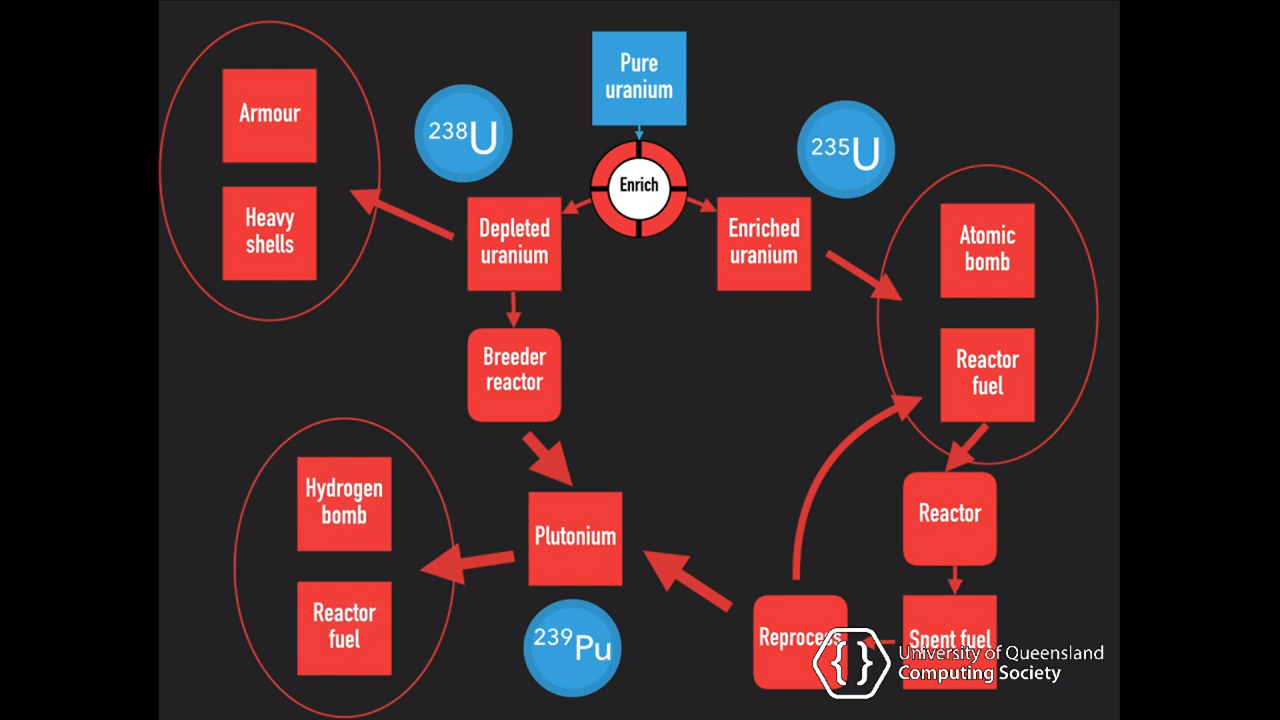 Pure
uranium
Armour
238U
235U
Enrich
Heavy
shells
Depleted
uranium
Enriched
uranium
Atomic
bomb
Breeder
reactor
Reactor
fuel
Hydrogen
bomb
Plutonium
Reactor
Reactor
fuel
239Pu
Reprocess
Spent fuel
{ }
University of Queensland
Computing Society